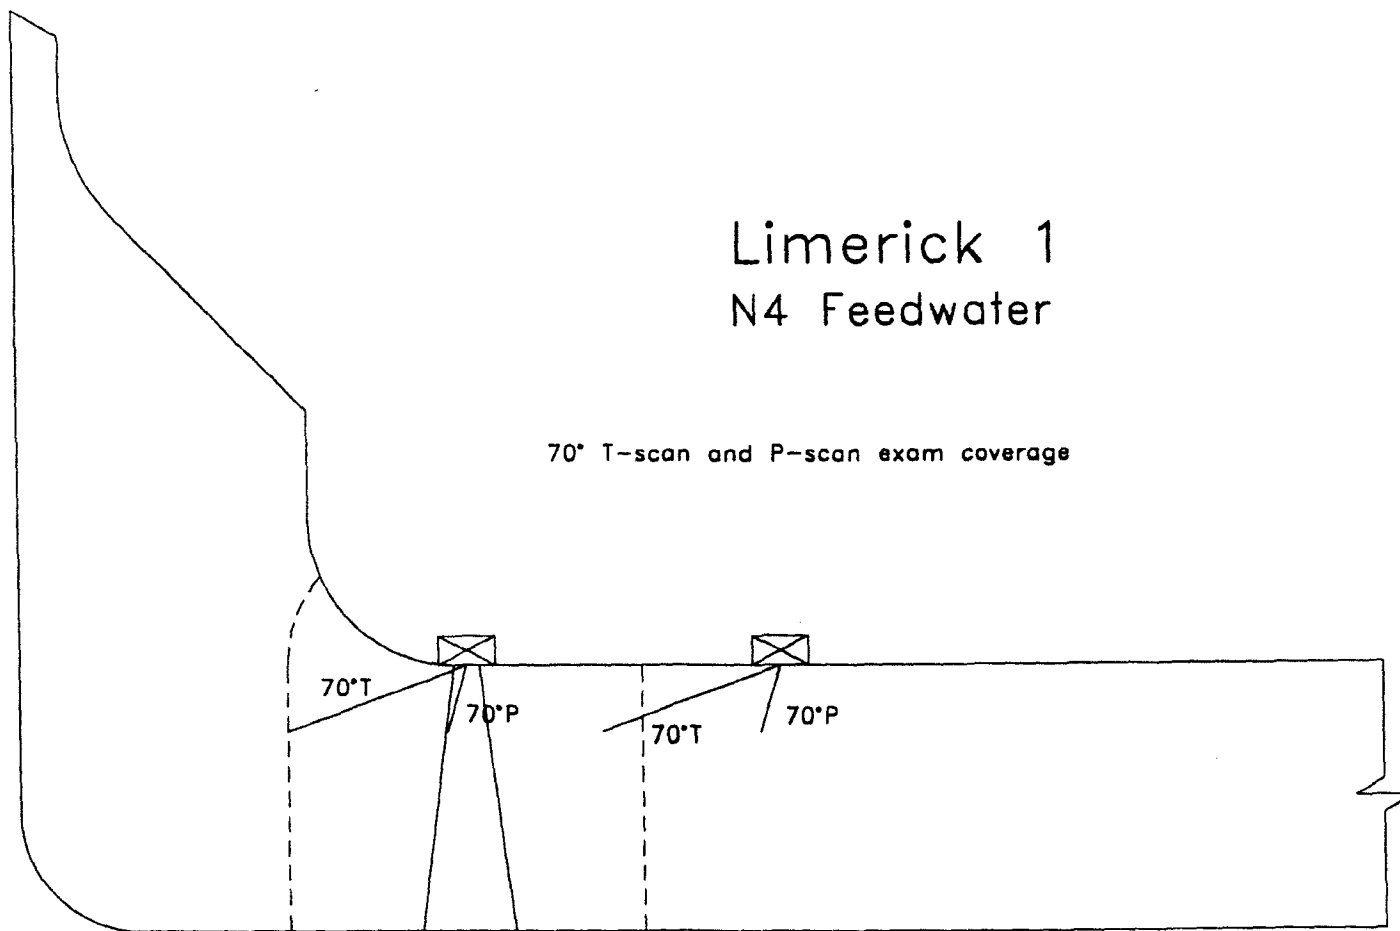 Limerick 1
N4 Feedwater
70° T-scan and P-scan exam coverage
70°T
70°P
70°T
70°P